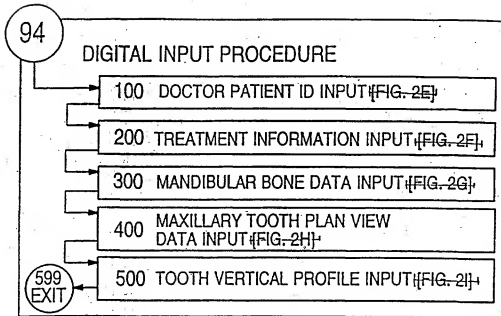 94
DIGITAL INPUT PROCEDURE
100 DOCTOR PATIENT ID INPUT [FIG. 2E]
200 TREATMENT INFORMATION INPUT [FIG. 2F]
300 MANDIBULAR BONE DATA INPUT [FIG. 2G]
400 MAXILLARY TOOTH PLAN VIEW
DATA INPUT [FIG. 2H]
500 TOOTH VERTICAL PROFILE INPUT [FIG. 2I]
599
EXIT